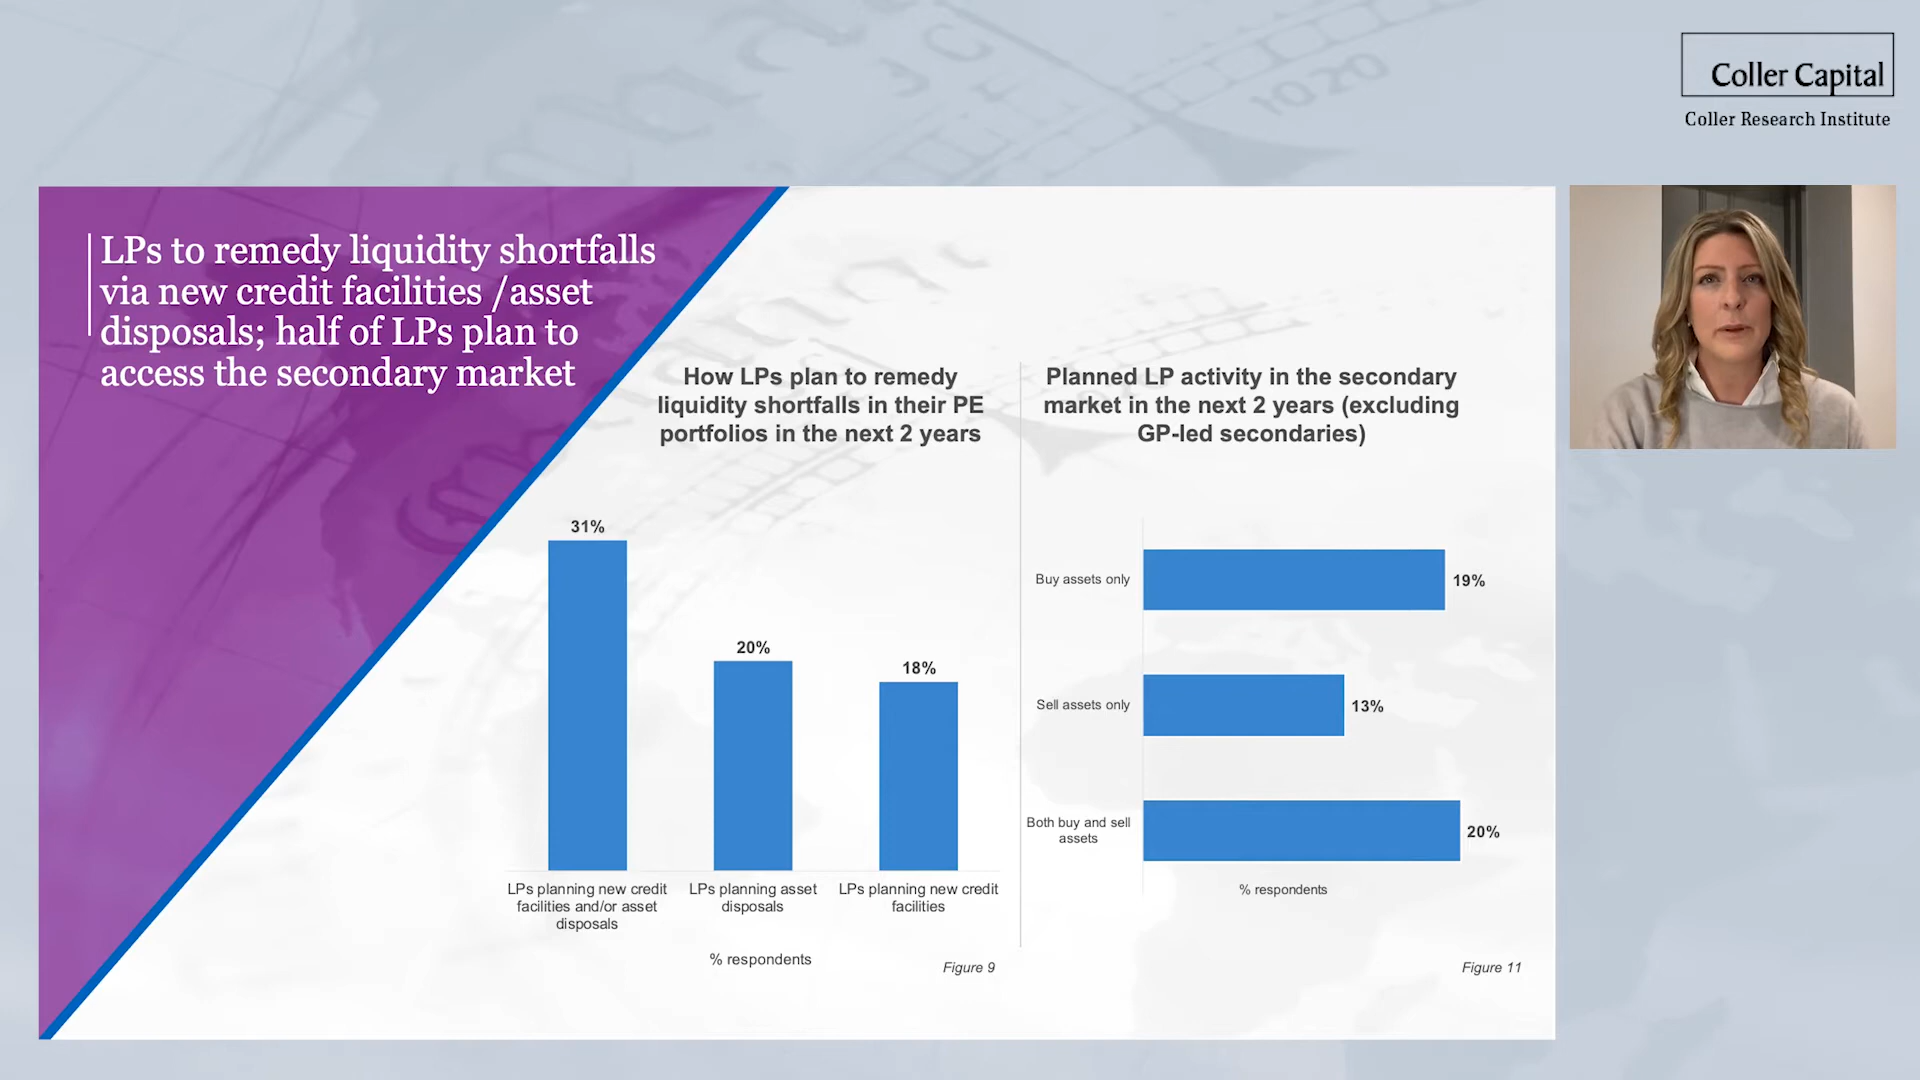 Coller Capital
Coller Research Institute
LPs to remedy liquidity shortfalls
via new credit facilities /asset
disposals; half of LPs plan to
access the secondary market
How LPs plan to remedy
liquidity shortfalls in their PE
portfolios in the next 2 years
31%
20%
18%
LPs planning new credit
facilities and/or asset
disposals
LPs planning asset
disposals
LPs planning new credit
facilities
% respondents
Figure 9
Planned LP activity in the secondary
market in the next 2 years (excluding
GP-led secondaries)
Buy assets only
19%
Sell assets only
13%
Both buy and sell
assets
20%
% respondents
Figure 11
1020